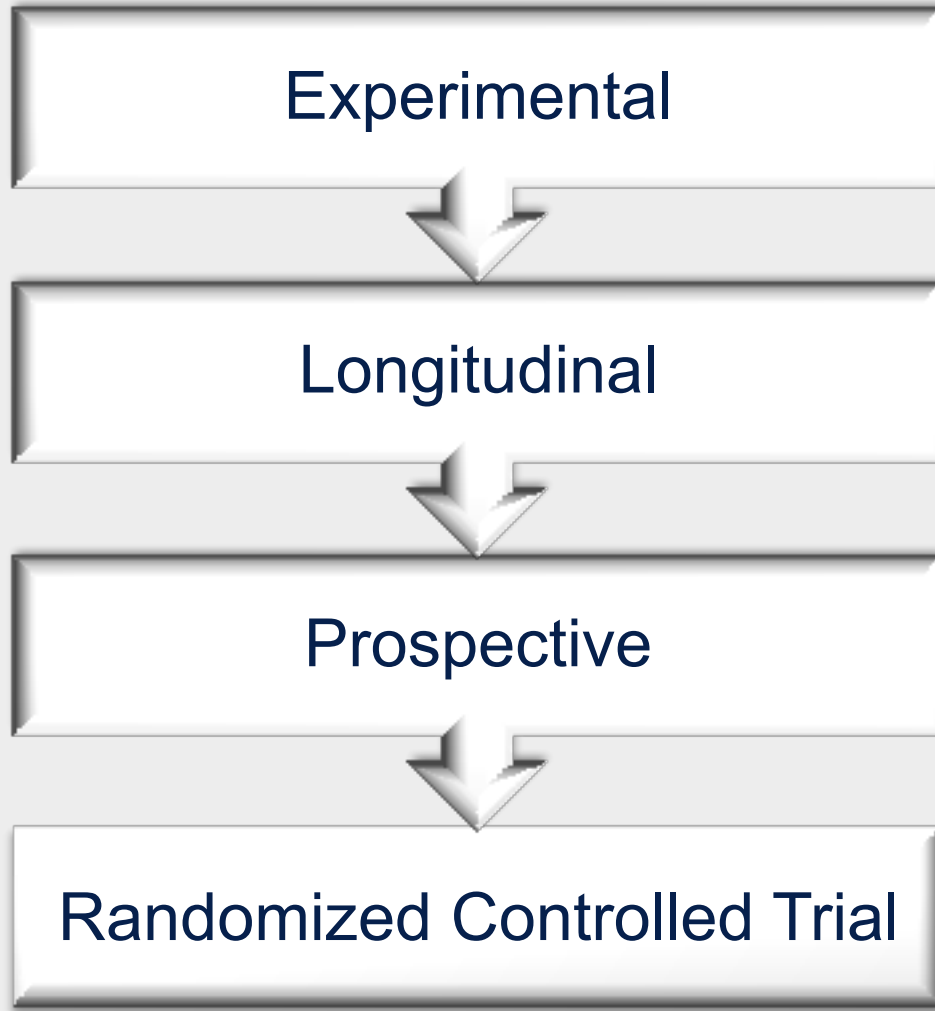 Experimental
Longitudinal
Prospective
Randomized Controlled Trial